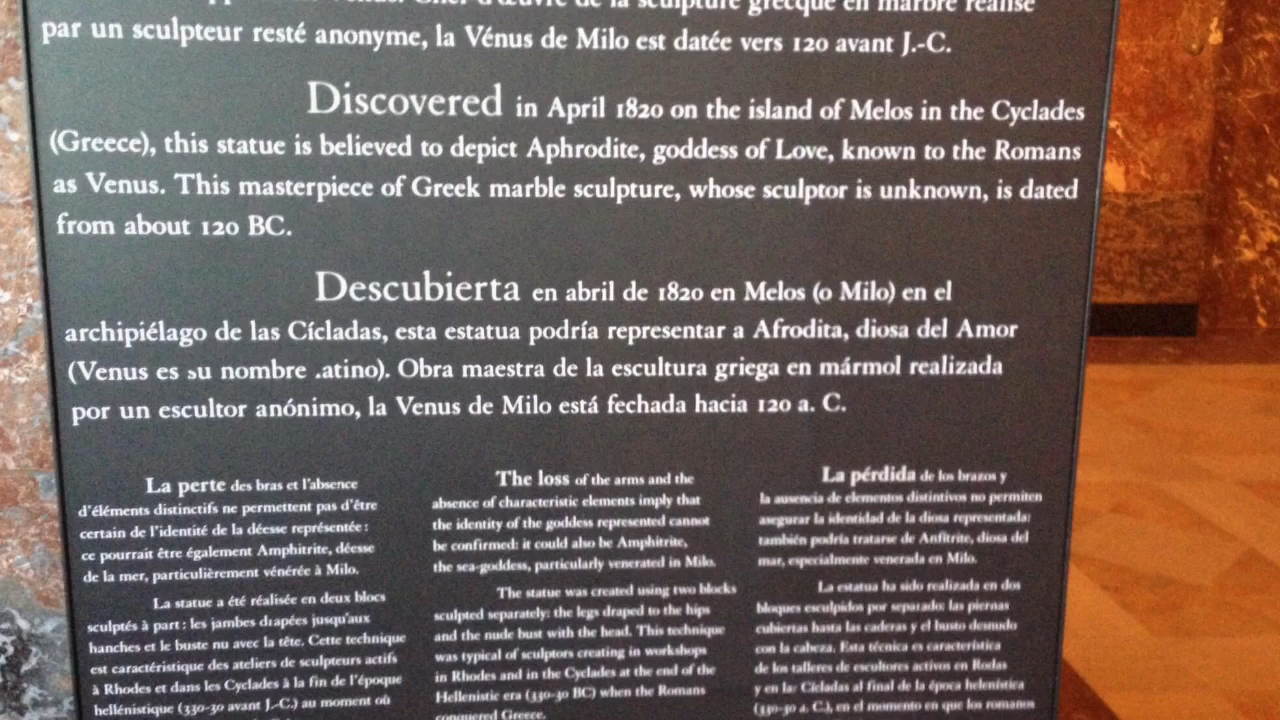 Vénus. Chef d'œuvre de la sculpture grecque en marbre réalisé
par un sculpteur resté anonyme, la Vénus de Milo est datée vers 120 avant J.-C.
Discovered in April 1820 on the island of Melos in the Cyclades
(Greece), this statue is believed to depict Aphrodite, goddess of Love, known to the Romans
as Venus. This masterpiece of Greek marble sculpture, whose sculptor is unknown, is dated
from about 120 BC.
Descubierta en abril de 1820 en Melos (o Milo) en el
archipiélago de las Cícladas, esta estatua podría representar a Afrodita, diosa del Amor
(Venus es su nombre .atino). Obra maestra de la escultura griega en mármol realizada
por un escultor anónimo, la Venus de Milo está fechada hacia 120 a. C.
La perte des bras et l'absence
d'éléments distinctifs ne permettent pas d'être
certain de l'identité de la déesse représentée :
ce pourrait être également Amphitrite, déesse
de la mer, particulièrement vénérée à Milo.
La statue a été réalisée en deux blocs
sculptés à part : les jambes drapées jusqu'aux
hanches et le buste nu avec la tête. Cette technique
est caractéristique des ateliers de sculpteurs actifs
à Rhodes et dans les Cyclades à la fin de l'époque
hellénistique (330-30 avant J.-C.) au moment où
The loss of the arms and the
absence of characteristic elements imply that
the identity of the goddess represented cannot
be confirmed: it could also be Amphitrite,
the sea-goddess, particularly venerated in Milo.
The statue was created using two blocks
sculpted separately: the legs draped to the hips
and the nude bust with the head. This technique
was typical of sculptors creating in workshops
in Rhodes and in the Cyclades at the end of the
Hellenistic era (330-30 BC) when the Romans
conquered Greece.
La pérdida de los brazos y
la ausencia de elementos distintivos no permiten
asegurar la identidad de la diosa representada:
también podría tratarse de Anfitrite, diosa del
mar, especialmente venerada en Milo.
La estatua ha sido realizada en dos
bloques esculpidos por separado: las piernas
cubiertas hasta las caderas y el busto desnudo
con la cabeza. Esta técnica es característica
de los talleres de escultores activos en Rodas
y en las Cícladas al final de la época helenística
(330-30 a. C.), en el momento en que los romanos